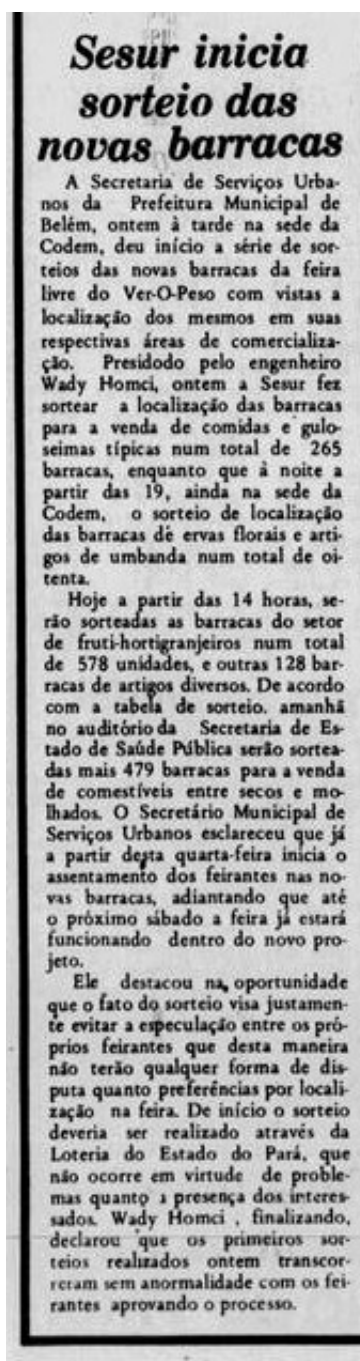 Sesur inicia
sorteio das
novas barracas
A Secretaria de Serviços Urba-
nos da Prefeitura Municipal de
Belém, ontem à tarde na sede da
Codem, deu início a série de sor-
teios das novas barracas da feira
livre do Ver-O-Peso com vistas a
localização dos mesmos em suas
respectivas áreas de comercializa-
ção. Presidodo pelo engenheiro
Wady Homci, ontem a Sesur fez
sortear a localização das barracas
para a venda de comidas e gulo-
seimas típicas num total de 265
barracas, enquanto que à noite a
partir das 19, ainda na sede da
Codem, o sorteio de localização
das barracas de ervas florais e arti-
gos de umbanda num total de oi-
tenta.
Hoje a partir das 14 horas, se-
rão sorteadas as barracas do setor
de fruti-hortigranjeiros num total
de 578 unidades, e outras 128 bar-
racas de artigos diversos. De acordo
com a tabela de sorteio. amanhã
no auditório da Secretaria de Es-
tado de Saúde Pública serão sortea-
das mais 479 barracas para a venda
de comestíveis entre secos e mo-
lhados. O Secretário Municipal de
Serviços Urbanos esclareceu que já
a partir desta quarta-feira inicia o
assentamento dos feirantes nas no-
vas barracas, adiantando que até
o próximo sábado a feira já estará
funcionando dentro do novo pro-
jeto.
Ele destacou na oportunidade
que o fato do sorteio visa justamen-
te evitar a especulação entre os pró-
prios feirantes que desta maneira
não terão qualquer forma de dis-
puta quanto preferências por locali-
zação na feira. De início o sorteio
deveria ser realizado através da
Loteria do Estado do Pará, que
não ocorre em virtude de proble-
mas quanto a presença dos interes-
sados. Wady Homci , finalizando,
declarou que os primeiros sor-
teios realizados ontem transcor-
reram sem anormalidade com os fei-
rantes aprovando o processo.